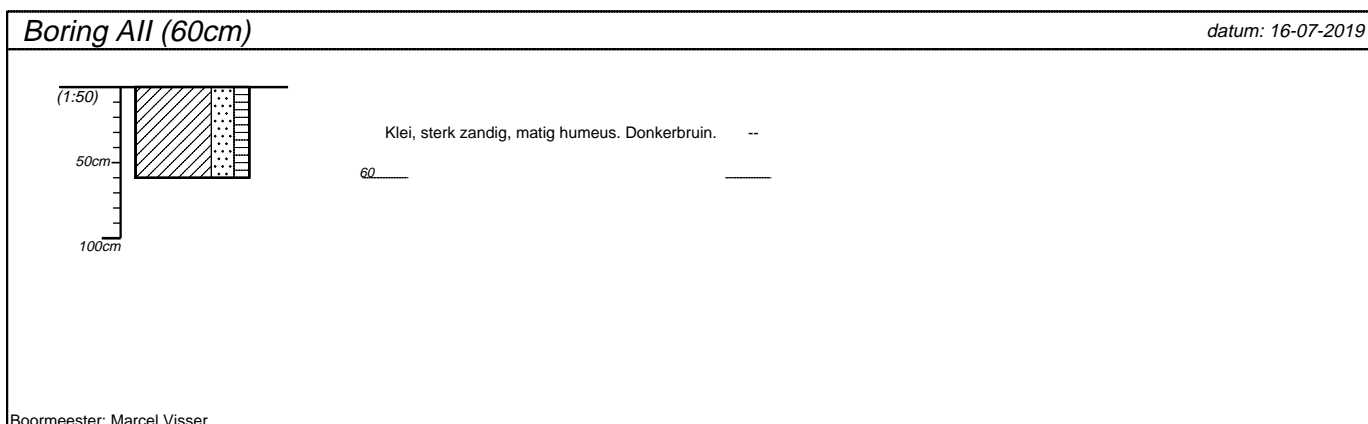 Boring AII (60cm) datum: 16-07-2019
(1:50)
Klei, sterk zandig, matig humeus. Donkerbruin. --
50cm
60
100cm
Boormeester: Marcel Visser